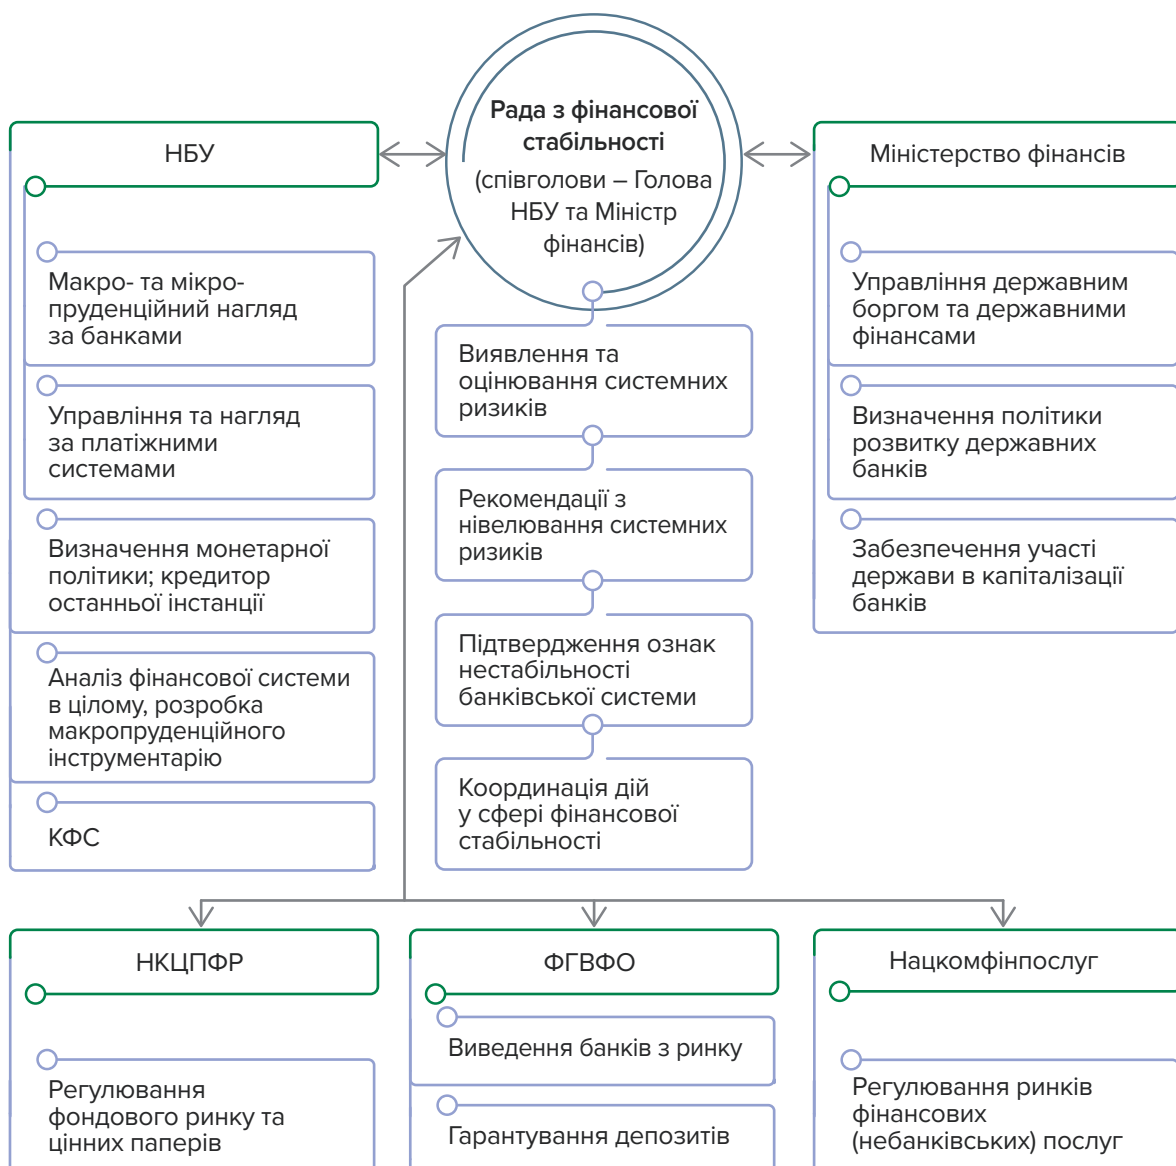 Рада з фінансової
стабільності
(співголови – Голова
НБУ та Міністр
фінансів)
НБУ
Макро- та мікро-
пруденційний нагляд
за банками
Управління та нагляд
за платіжними
системами
Визначення монетарної
політики; кредитор
останньої інстанції
Аналіз фінансової системи
в цілому, розробка
макропруденційного
інструментарію
КФС
Виявлення та
оцінювання системних
ризиків
Рекомендації з
нівелювання системних
ризиків
Підтвердження ознак
нестабільності
банківської системи
Координація дій
у сфері фінансової
стабільності
Міністерство фінансів
Управління державним
боргом та державними
фінансами
Визначення політики
розвитку державних
банків
Забезпечення участі
держави в капіталізації
банків
НКЦПФР
Регулювання
фондового ринку та
цінних паперів
ФГВФО
Виведення банків з ринку
Гарантування депозитів
Нацкомфінпослуг
Регулювання ринків
фінансових
(небанківських) послуг